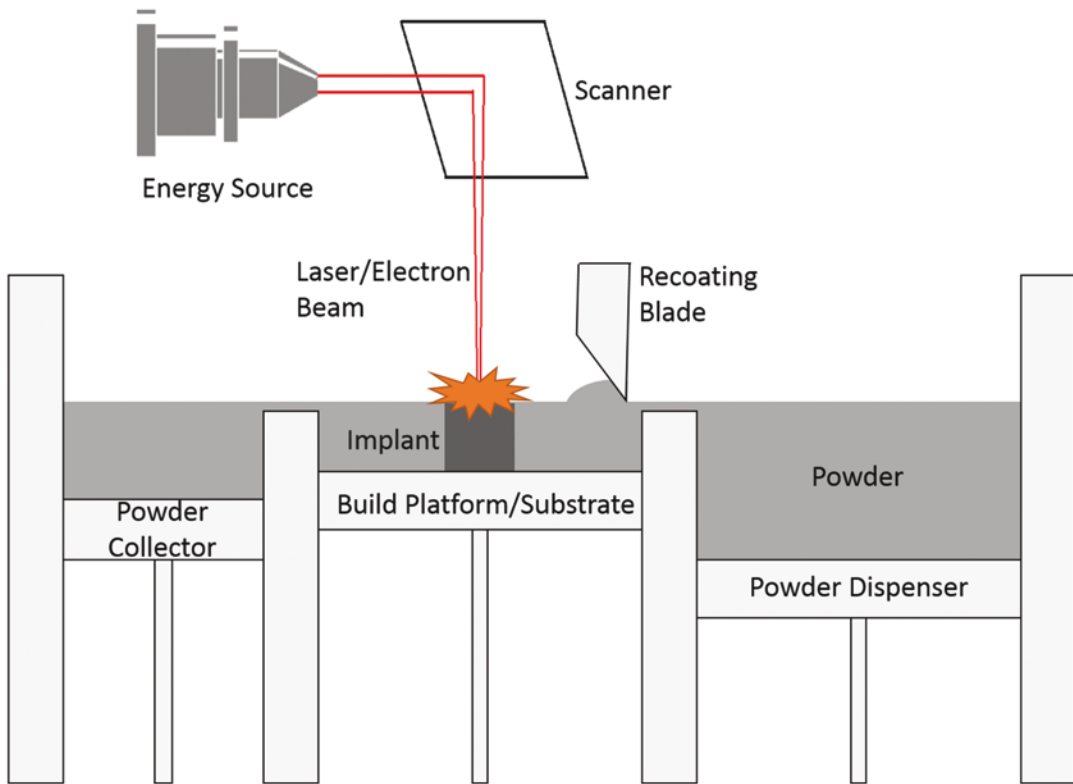 Scanner
Energy Source
Laser/Electron
Beam
Recoating
Blade
Implant
Powder
Build Platform/Substrate
Powder
Collector
Powder Dispenser